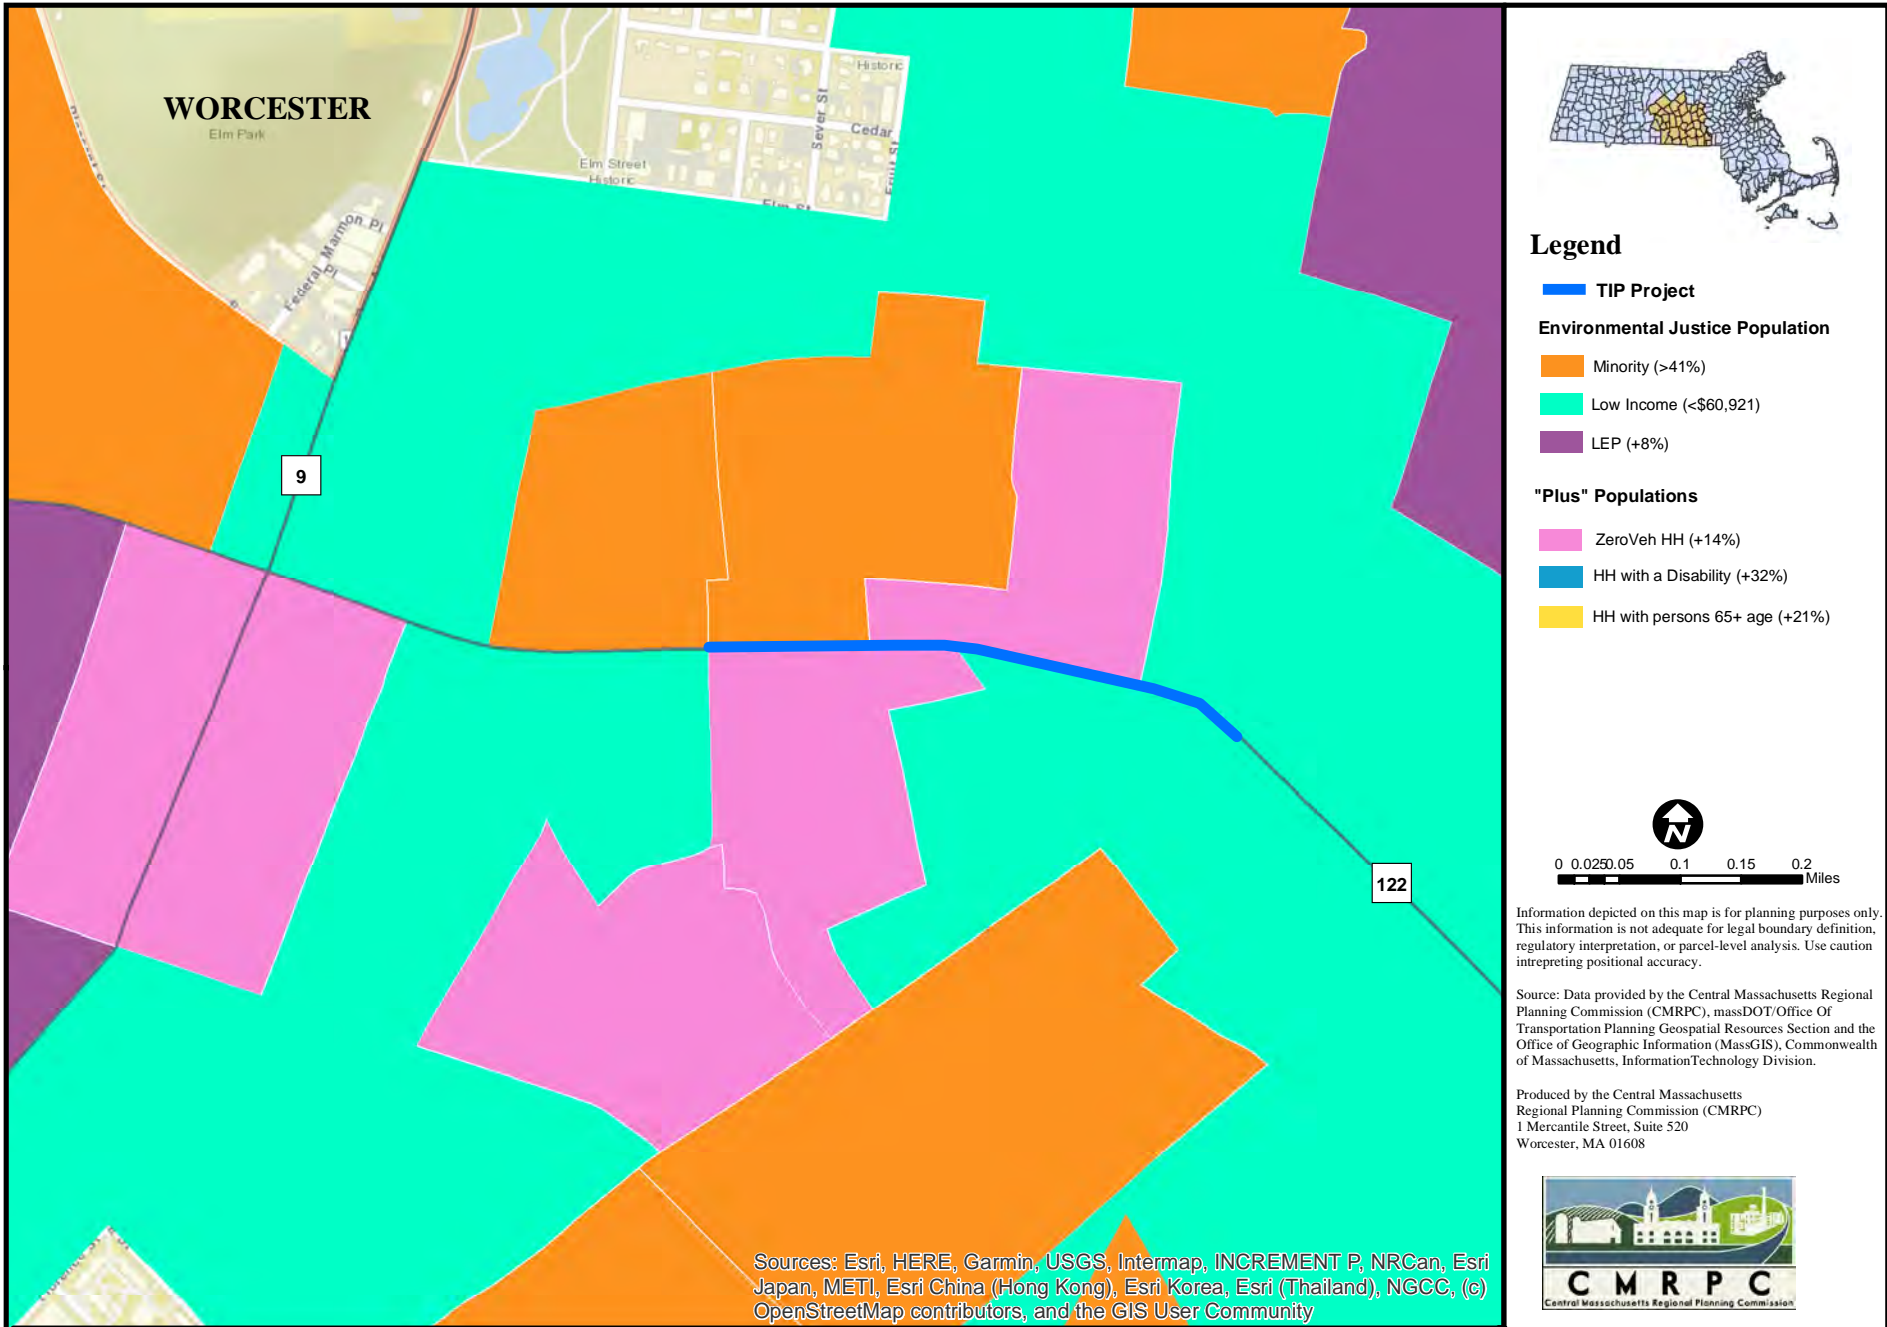 WORCESTER
Elm Park
Historic
Sever St
Cedar
Fruit St
Elm Street
Historic
Elm St
Federal
Marmon Pl
Pl
9
122
Legend
TIP Project
Environmental Justice Population
Minority (>41%)
Low Income (<$60,921)
LEP (+8%)
"Plus" Populations
ZeroVeh HH (+14%)
HH with a Disability (+32%)
HH with persons 65+ age (+21%)
N
0 0.025 0.05 0.1 0.15 0.2
Miles
Information depicted on this map is for planning purposes only.
This information is not adequate for legal boundary definition,
regulatory interpretation, or parcel-level analysis. Use caution
intrepreting positional accuracy.
Source: Data provided by the Central Massachusetts Regional
Planning Commission (CMRPC), massDOT/Office Of
Transportation Planning Geospatial Resources Section and the
Office of Geographic Information (MassGIS), Commonwealth
of Massachusetts, InformationTechnology Division.
Produced by the Central Massachusetts
Regional Planning Commission (CMRPC)
1 Mercantile Street, Suite 520
Worcester, MA 01608
CMRPC
Central Massachusetts Regional Planning Commission
Sources: Esri, HERE, Garmin, USGS, Intermap, INCREMENT P, NRCan, Esri
Japan, METI, Esri China (Hong Kong), Esri Korea, Esri (Thailand), NGCC, (c)
OpenStreetMap contributors, and the GIS User Community